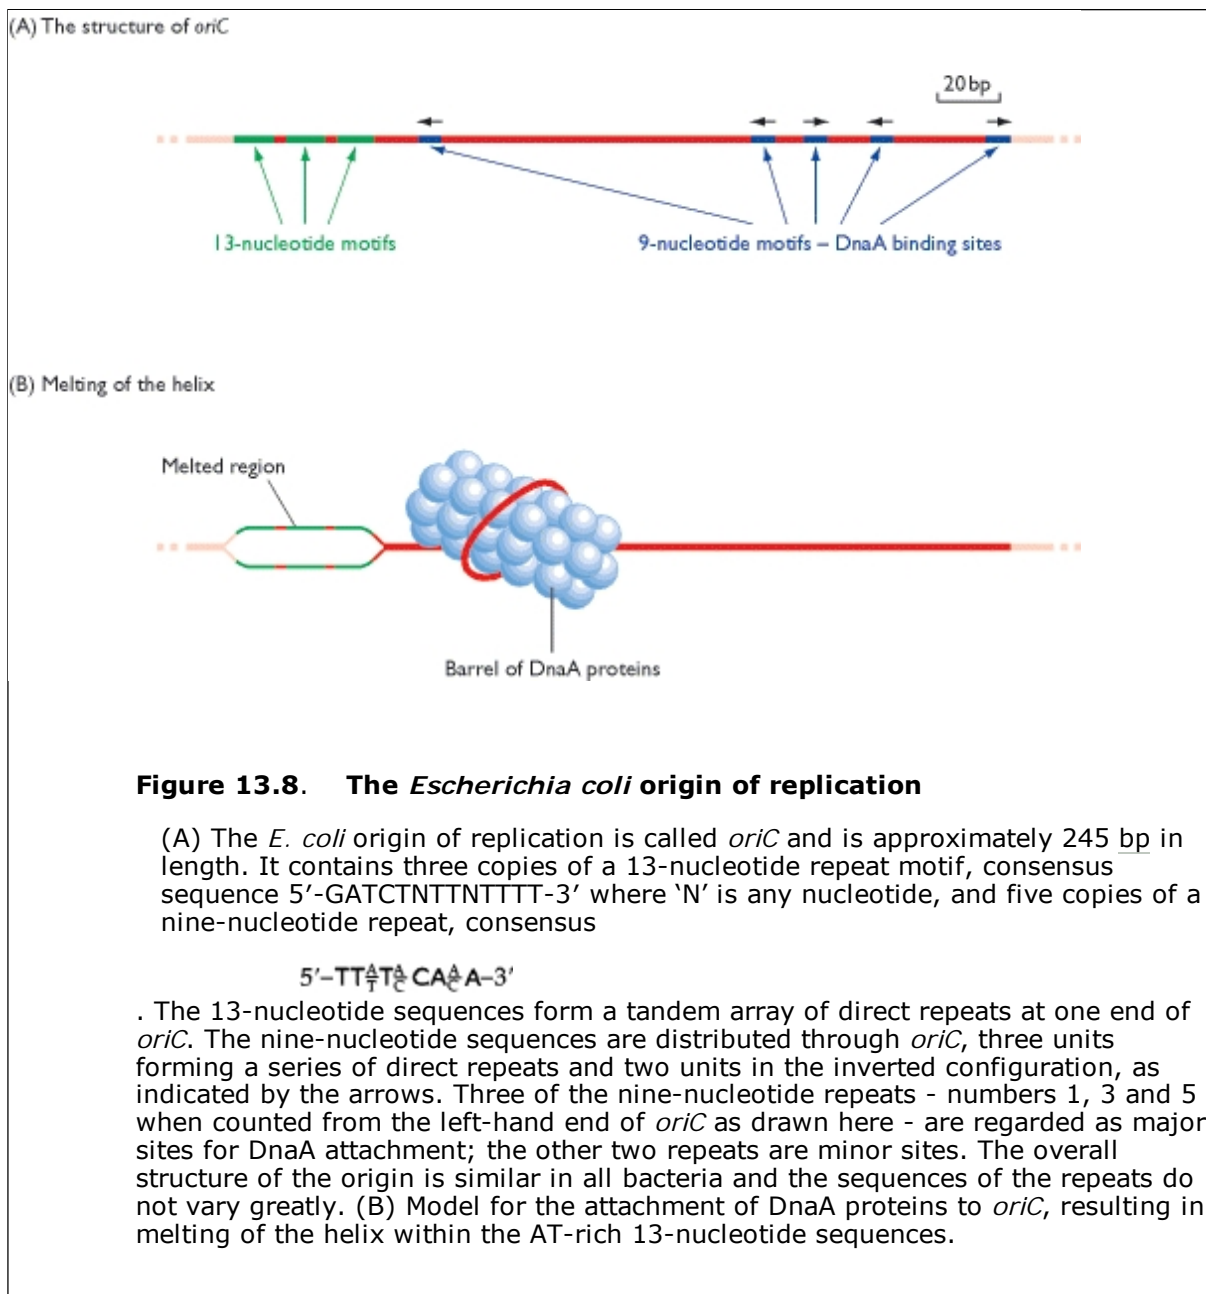 (A) The structure of oriC
20 bp
13-nucleotide motifs
9-nucleotide motifs – DnaA binding sites
(B) Melting of the helix
Melted region
Barrel of DnaA proteins
Figure 13.8. The Escherichia coli origin of replication
(A) The E. coli origin of replication is called oriC and is approximately 245 bp in
length. It contains three copies of a 13-nucleotide repeat motif, consensus
sequence 5′-GATCTNTTNTTTT-3′ where ‘N’ is any nucleotide, and five copies of a
nine-nucleotide repeat, consensus
5′–TT A/T T A/C CA A/C A–3′
. The 13-nucleotide sequences form a tandem array of direct repeats at one end of
oriC. The nine-nucleotide sequences are distributed through oriC, three units
forming a series of direct repeats and two units in the inverted configuration, as
indicated by the arrows. Three of the nine-nucleotide repeats - numbers 1, 3 and 5
when counted from the left-hand end of oriC as drawn here - are regarded as major
sites for DnaA attachment; the other two repeats are minor sites. The overall
structure of the origin is similar in all bacteria and the sequences of the repeats do
not vary greatly. (B) Model for the attachment of DnaA proteins to oriC, resulting in
melting of the helix within the AT-rich 13-nucleotide sequences.